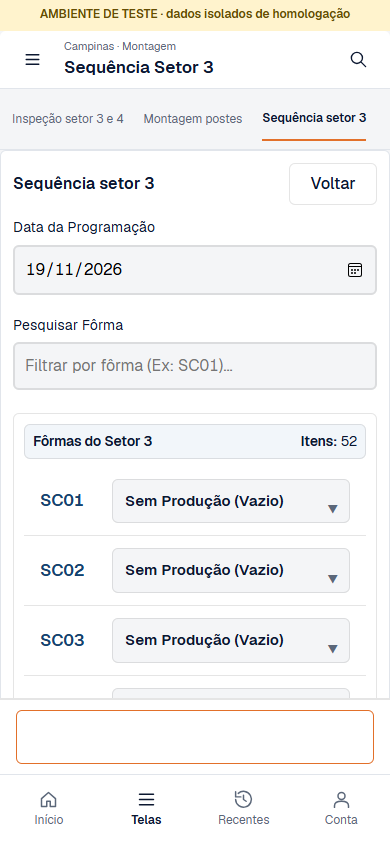 AMBIENTE DE TESTE · dados isolados de homologação
Campinas · Montagem
Sequência Setor 3
Inspeção setor 3 e 4
Montagem postes
Sequência setor 3
Sequência setor 3
Voltar
Data da Programação
19/11/2026
Pesquisar Fôrma
Filtrar por fôrma (Ex: SC01)...
Fôrmas do Setor 3
Itens: 52
SC01
Sem Produção (Vazio)
SC02
Sem Produção (Vazio)
SC03
Sem Produção (Vazio)
Início
Telas
Recentes
Conta